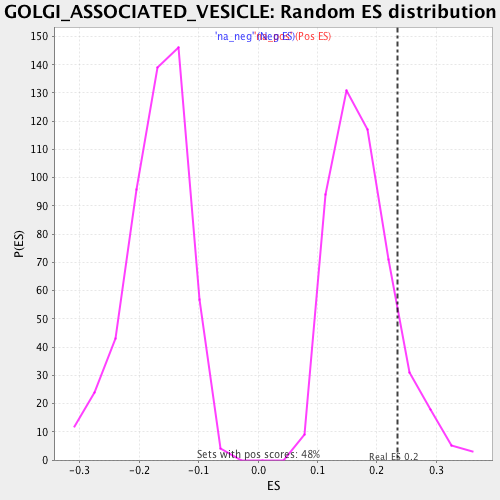 GOLGI_ASSOCIATED_VESICLE: Random ES distribution
'na_neg' (Neg ES)
(Pos ES)
150
140
130
120
110
100
90
80
70
60
50
40
30
20
10
0
P(ES)
Sets with pos scores: 48%
Real ES 0.2
-0.3 -0.2 -0.1 0.0 0.1 0.2 0.3
ES